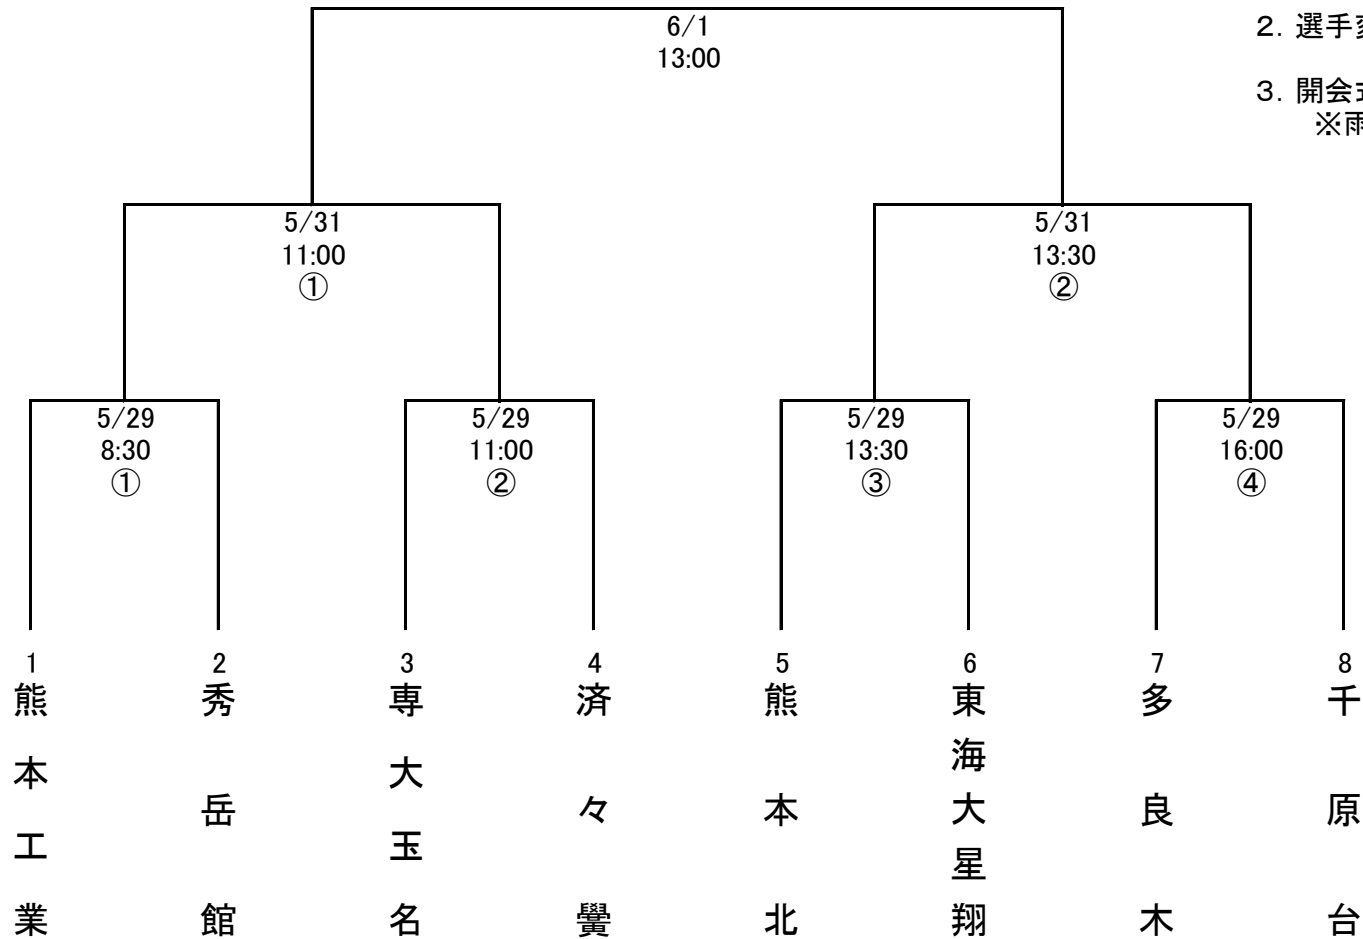 6/1
13:00
2. 選手
3. 開会
※雨
5/31
11:00
①
5/31
13:30
②
5/29
8:30
①
5/29
11:00
②
5/29
13:30
③
5/29
16:00
④
1
熊本工業
2
秀岳館
3
専大玉名
4
済々黌
5
熊本北
6
東海大星翔
7
多良木
8
千原台